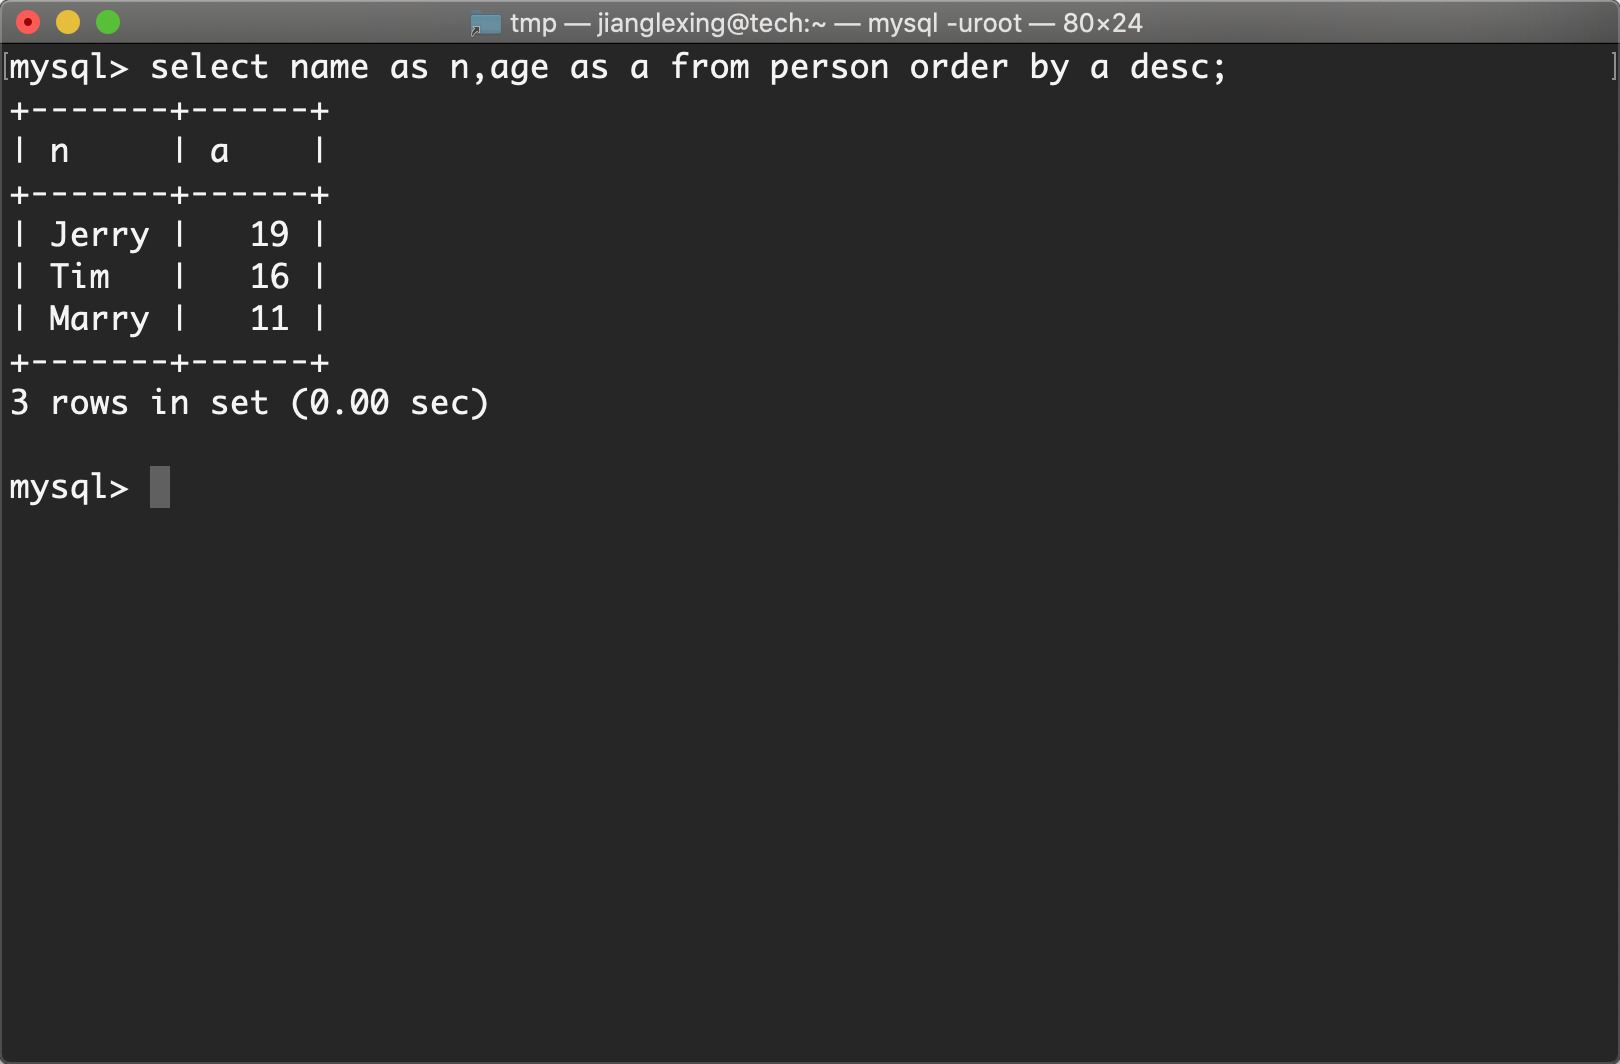 tmp — jianglexing@tech:~ — mysql -uroot — 80×24
[mysql> select name as n,age as a from person order by a desc; ]
+-------+------+
| n     | a    |
+-------+------+
| Jerry |   19 |
| Tim   |   16 |
| Marry |   11 |
+-------+------+
3 rows in set (0.00 sec)
mysql>